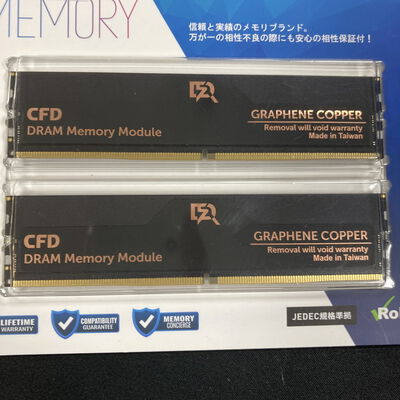 MEMORY
信頼と実績のメモリブランド。
万が一の相性不良の際にも安心の相性保証付！
CFD
DRAM Memory Module
GRAPHENE COPPER
Removal will void warranty
Made in Taiwan
CFD
DRAM Memory Module
GRAPHENE COPPER
Removal will void warranty
Made in Taiwan
LIFETIME
WARRANTY
COMPATIBILITY
GUARANTEE
MEMORY
CONCIERGE
JEDEC規格準拠
Ro